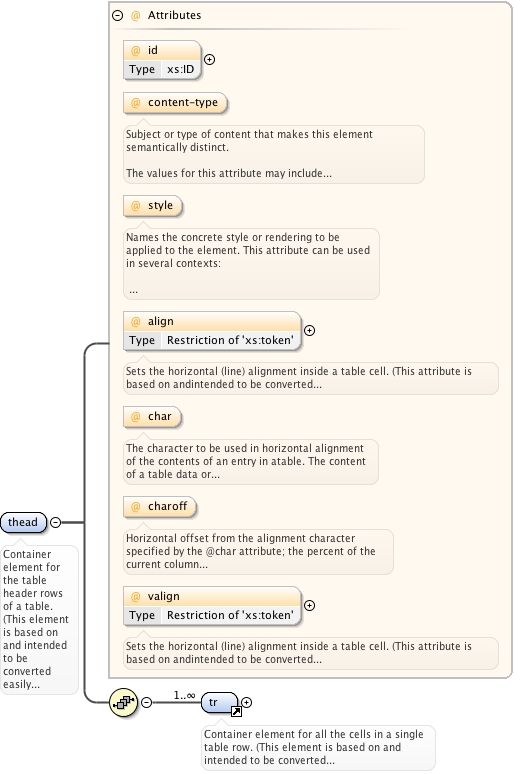 @ Attributes
@ id
Type xs:ID
@ content-type
Subject or type of content that makes this element
semantically distinct.
The values for this attribute may include...
@ style
Names the concrete style or rendering to be
applied to the element. This attribute can be used
in several contexts:
...
@ align
Type Restriction of 'xs:token'
Sets the horizontal (line) alignment inside a table cell. (This attribute is
based on andintended to be converted...
@ char
The character to be used in horizontal alignment
of the contents of an entry in atable. The content
of a table data or...
@ charoff
Horizontal offset from the alignment character
specified by the @char attribute; the percent of the
current column...
@ valign
Type Restriction of 'xs:token'
Sets the horizontal (line) alignment inside a table cell. (This attribute is
based on andintended to be converted...
thead
Container
element for
the table
header rows
of a table.
(This element
is based on
and intended
to be
converted
easily...
1..∞
tr
Container element for all the cells in a single
table row. (This element is based on and
intended to be converted...